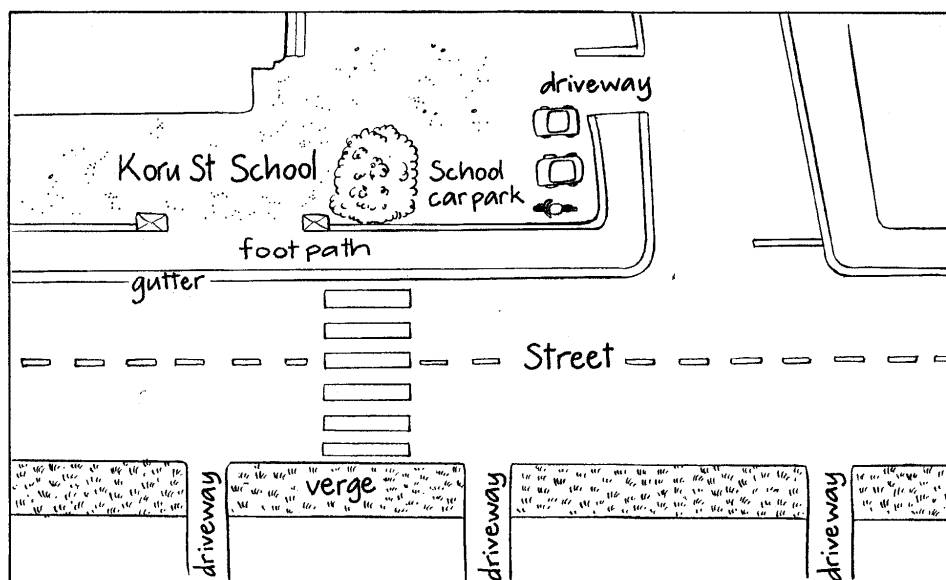 driveway
Koru St School
School
car park
foot path
gutter
Street
verge
driveway
driveway
driveway